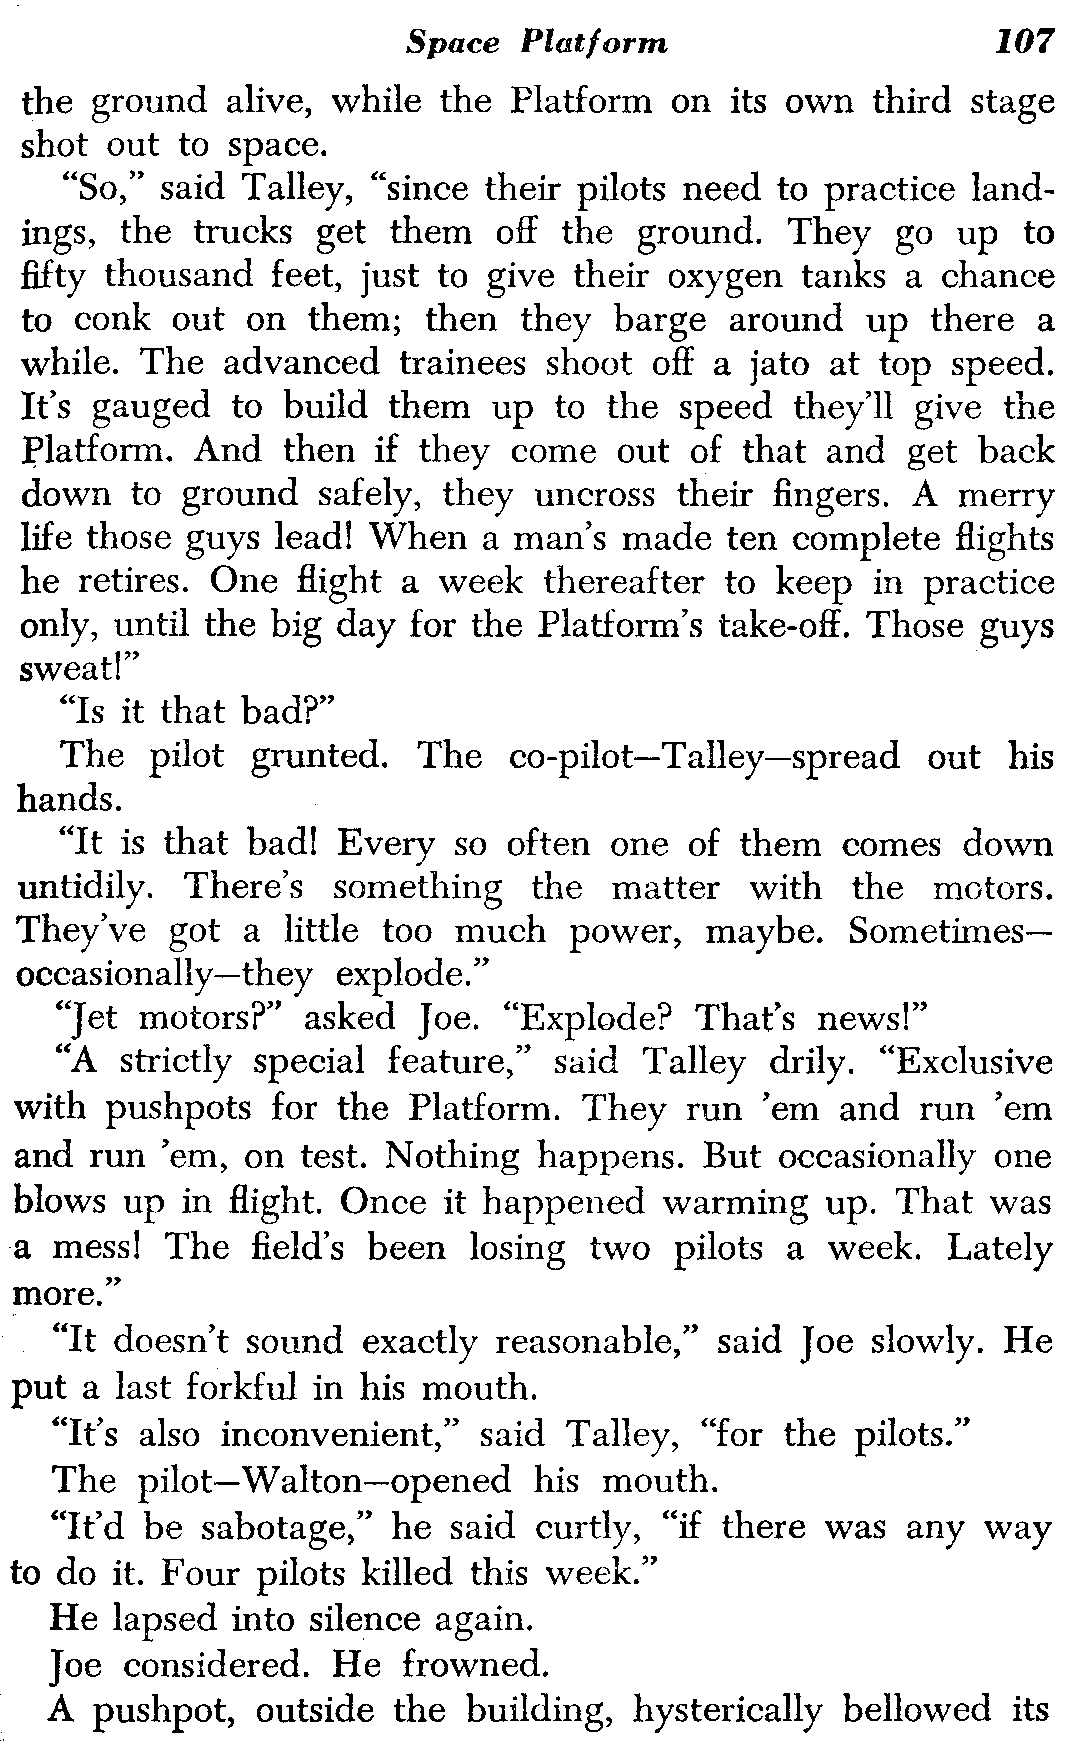 Space Platform 107
the ground alive, while the Platform on its own third stage
shot out to space.
“So,” said Talley, “since their pilots need to practice land-
ings, the trucks get them off the ground. They go up to
fifty thousand feet, just to give their oxygen tanks a chance
to conk out on them; then they barge around up there a
while. The advanced trainees shoot off a jato at top speed.
It’s gauged to build them up to the speed they’ll give the
Platform. And then if they come out of that and get back
down to ground safely, they uncross their fingers. A merry
life those guys lead! When a man’s made ten complete flights
he retires. One flight a week thereafter to keep in practice
only, until the big day for the Platform’s take-off. Those guys
sweat!”
“Is it that bad?”
The pilot grunted. The co-pilot—Talley—spread out his
hands.
“It is that bad! Every so often one of them comes down
untidily. There’s something the matter with the motors.
They’ve got a little too much power, maybe. Sometimes—
occasionally—they explode.”
“Jet motors?” asked Joe. “Explode? That’s news!”
“A strictly special feature,” said Talley drily. “Exclusive
with pushpots for the Platform. They run ’em and run ’em
and run ’em, on test. Nothing happens. But occasionally one
blows up in flight. Once it happened warming up. That was
a mess! The field’s been losing two pilots a week. Lately
more.”
“It doesn’t sound exactly reasonable,” said Joe slowly. He
put a last forkful in his mouth.
“It’s also inconvenient,” said Talley, “for the pilots.”
The pilot—Walton—opened his mouth.
“It’d be sabotage,” he said curtly, “if there was any way
to do it. Four pilots killed this week.”
He lapsed into silence again.
Joe considered. He frowned.
A pushpot, outside the building, hysterically bellowed its